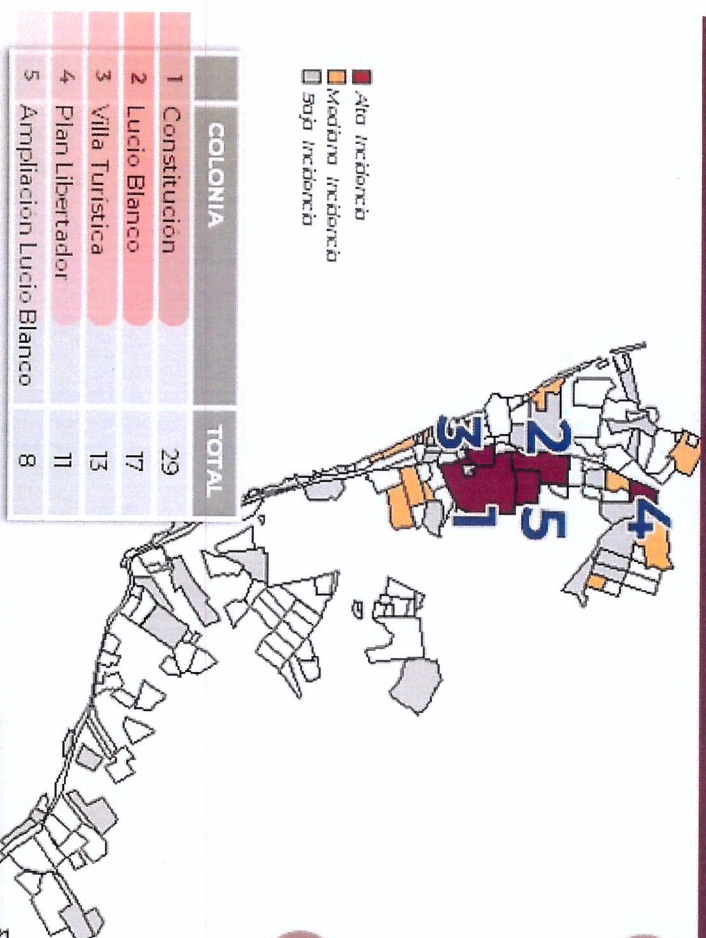 Alta Incidencia
Mediana Incidencia
Baja Incidencia
3
2
4
1
5
COLONIA TOTAL
1 Constitución 29
2 Lucio Blanco 17
3 Villa Turística 13
4 Plan Libertador 11
5 Ampliación Lucio Blanco 8